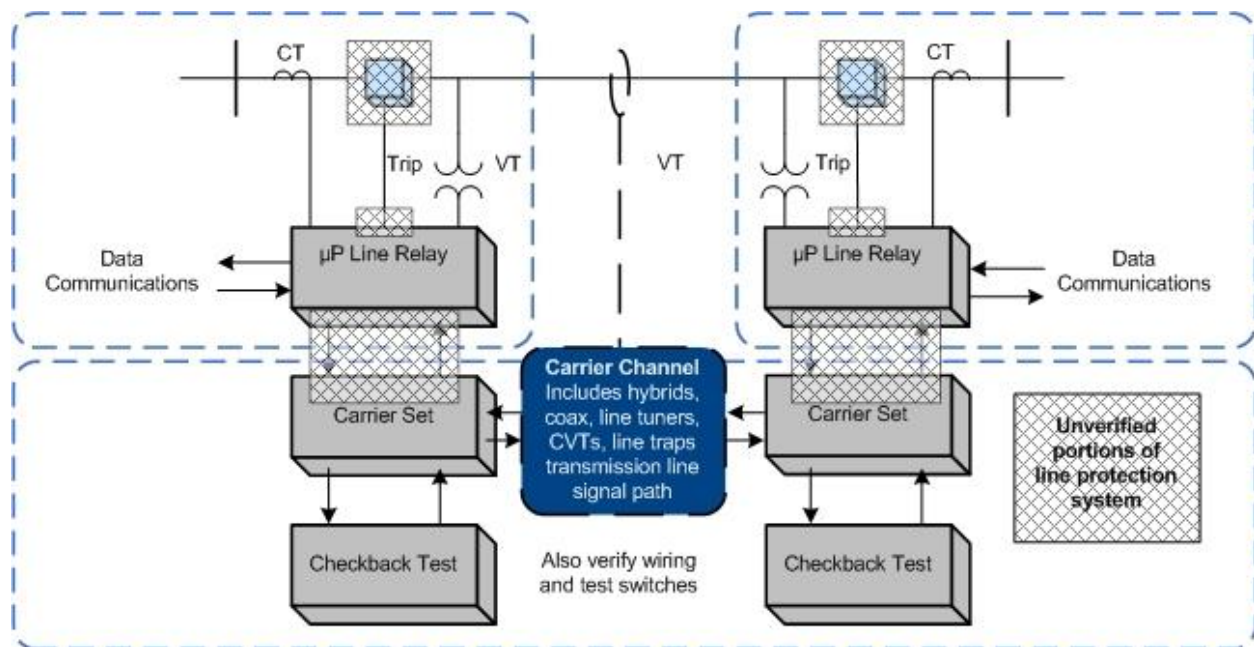 CT
CT
Trip
VT
VT
Trip
µP Line Relay
µP Line Relay
Data
Communications
Data
Communications
Carrier Channel
Includes hybrids,
coax, line tuners,
CVTs, line traps
transmission line
signal path
Carrier Set
Carrier Set
Unverified
portions of
line protection
system
Checkback Test
Also verify wiring
and test switches
Checkback Test